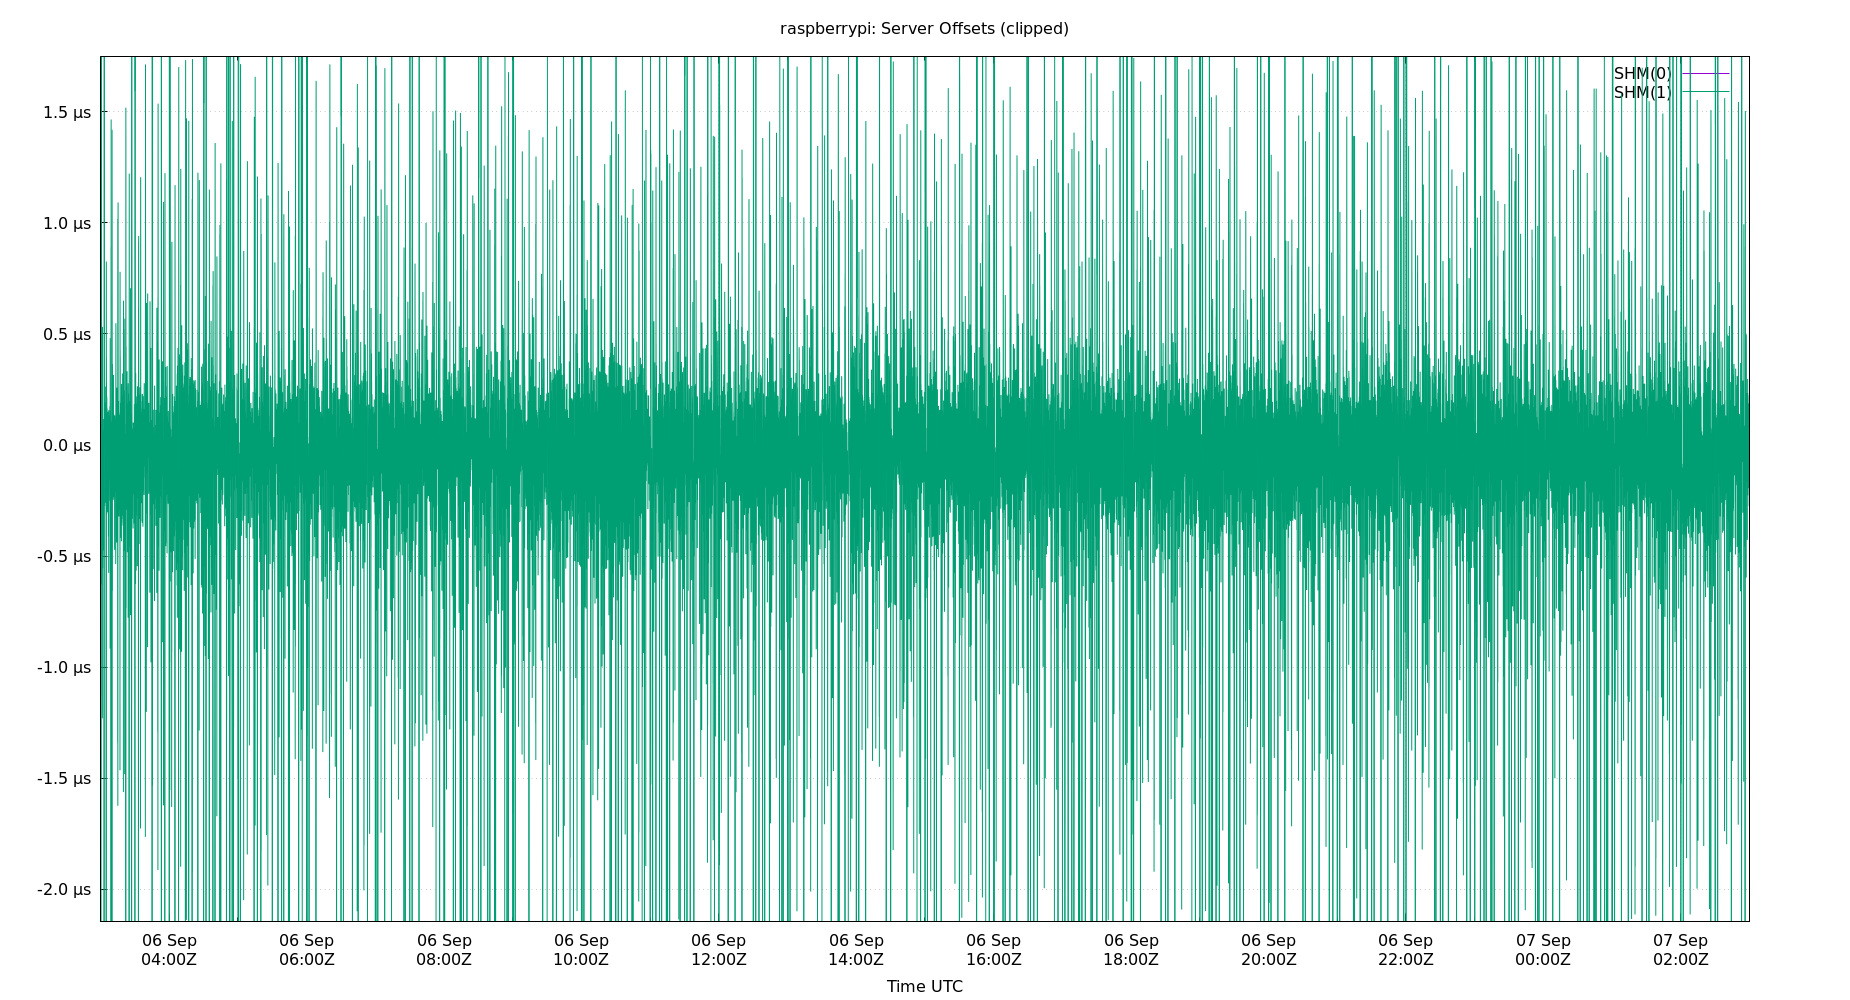 raspberrypi: Server Offsets (clipped)
SHM(0)
SHM(1)
1.5 µs
1.0 µs
0.5 µs
0.0 µs
-0.5 µs
-1.0 µs
-1.5 µs
-2.0 µs
06 Sep 06 Sep 06 Sep 06 Sep 06 Sep 06 Sep 06 Sep 06 Sep 06 Sep 06 Sep 07 Sep 07 Sep
04:00Z 06:00Z 08:00Z 10:00Z 12:00Z 14:00Z 16:00Z 18:00Z 20:00Z 22:00Z 00:00Z 02:00Z
Time UTC